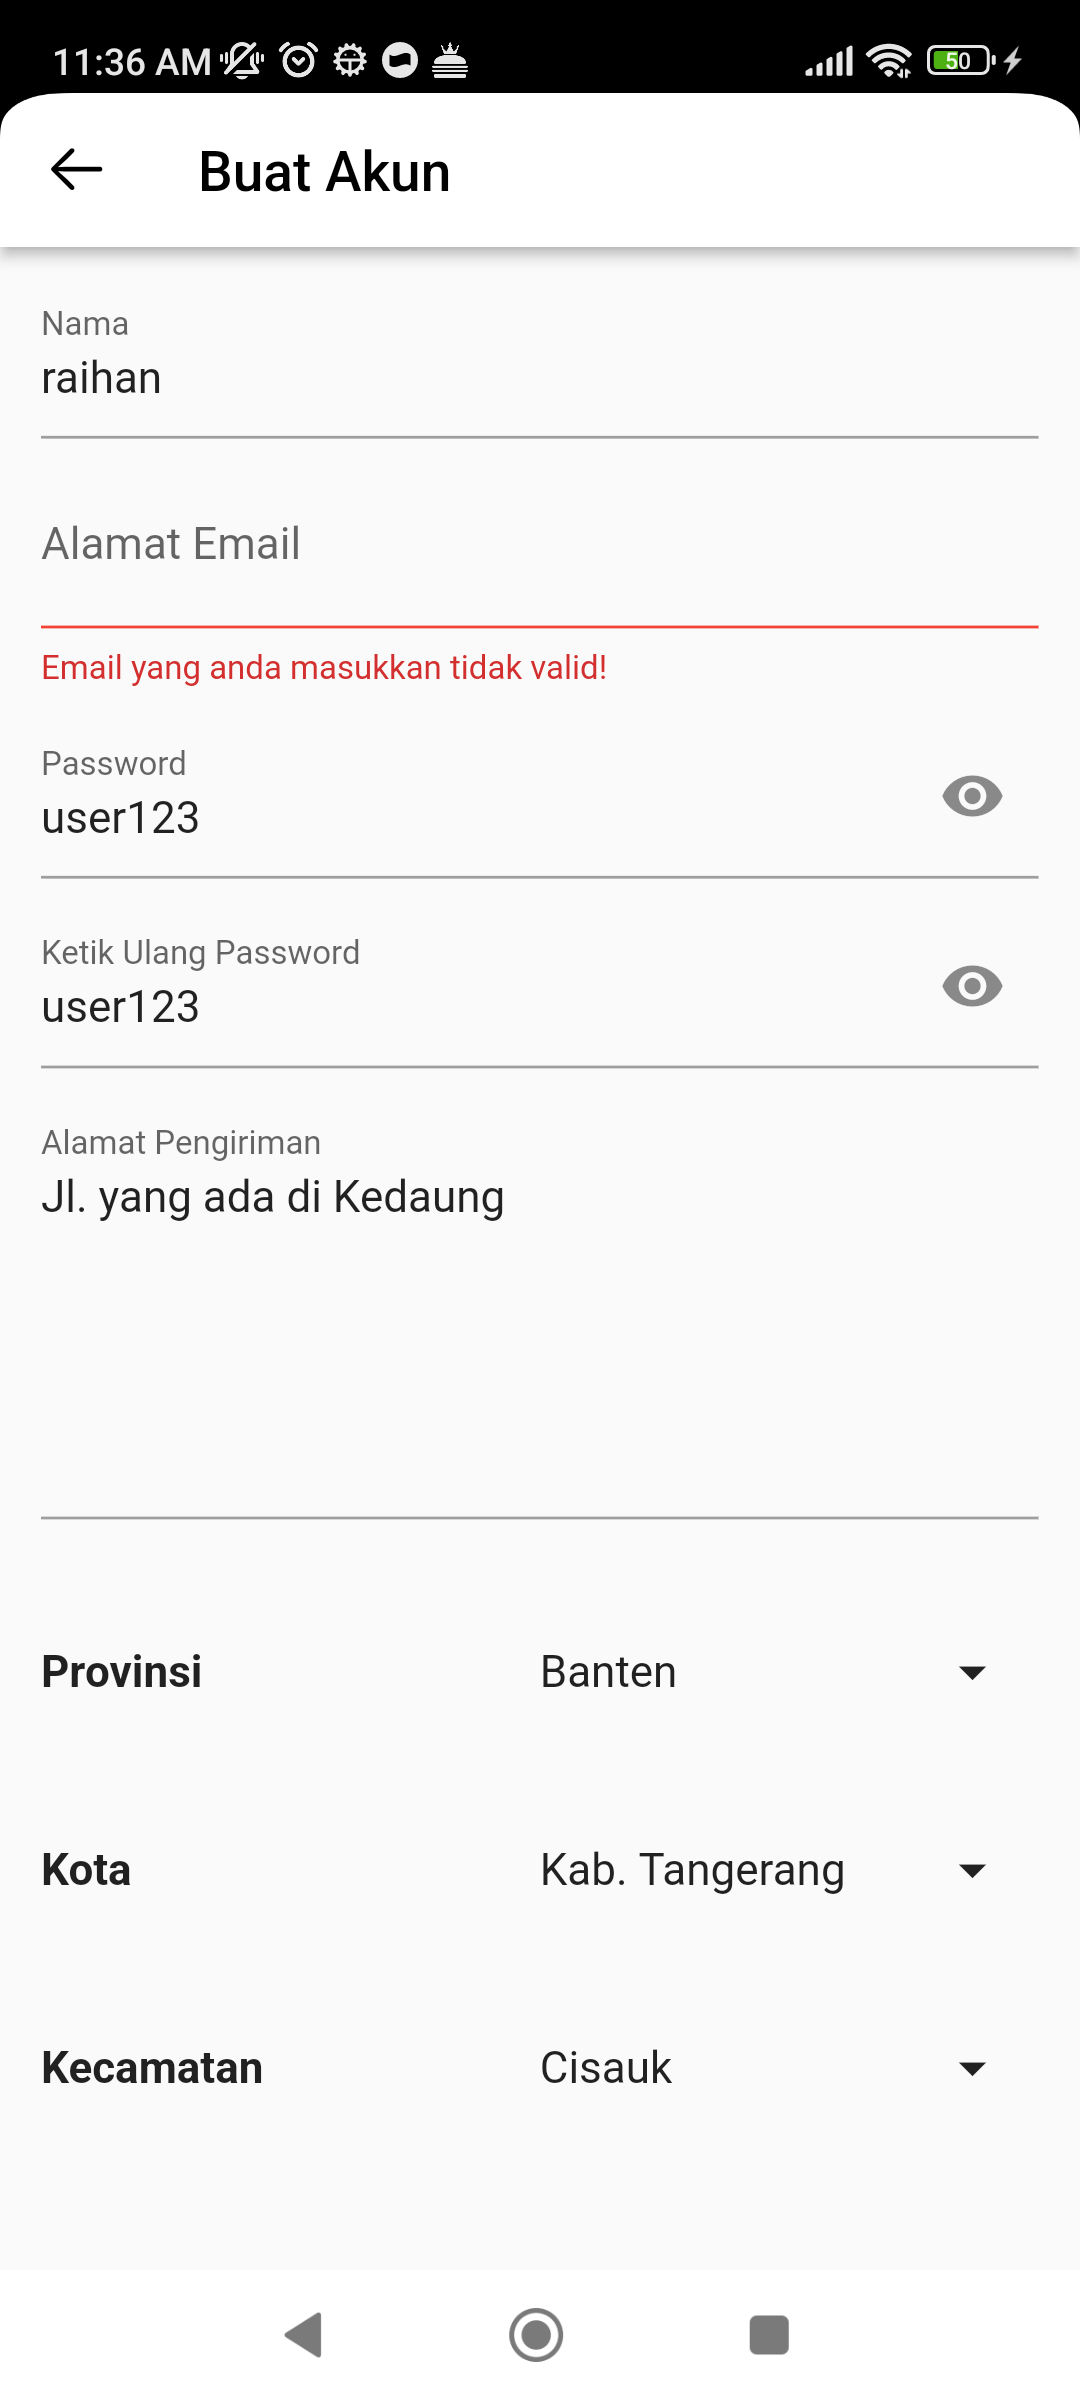 11:36 AM
50
Buat Akun
Nama
raihan
Alamat Email
Email yang anda masukkan tidak valid!
Password
user123
Ketik Ulang Password
user123
Alamat Pengiriman
Jl. yang ada di Kedaung
Provinsi Banten
Kota Kab. Tangerang
Kecamatan Cisauk